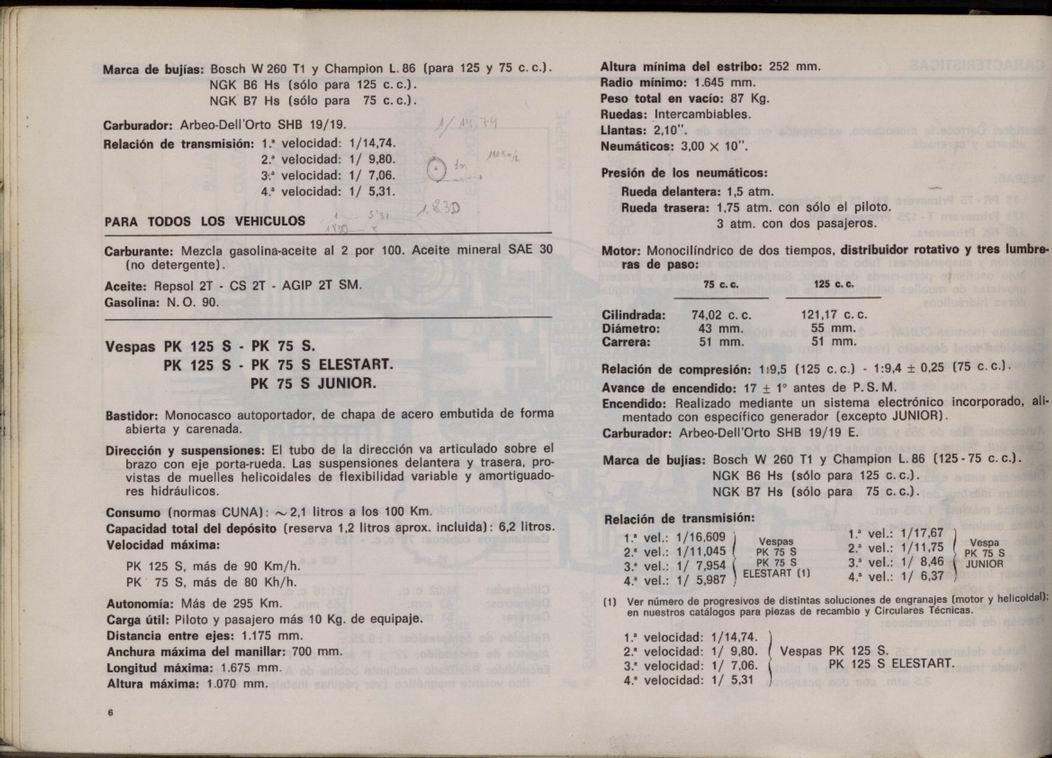 Marca de bujías: Bosch W 260 T1 y Champion L. 86 (para 125 y 75 c. c.).
NGK B6 Hs (sólo para 125 c. c.).
NGK B7 Hs (sólo para 75 c. c.).
Carburador: Arbeo-Dell'Orto SHB 19/19.
Relación de transmisión: 1.ª velocidad: 1/14,74.
2.ª velocidad: 1/ 9,80.
3.ª velocidad: 1/ 7,06.
4.ª velocidad: 1/ 5,31.
1/14,74
1.83D
PARA TODOS LOS VEHICULOS
Carburante: Mezcla gasolina-aceite al 2 por 100. Aceite mineral SAE 30
(no detergente).
Aceite: Repsol 2T - CS 2T - AGIP 2T SM.
Gasolina: N. O. 90.
Vespas PK 125 S - PK 75 S.
PK 125 S - PK 75 S ELESTART.
PK 75 S JUNIOR.
Bastidor: Monocasco autoportador, de chapa de acero embutida de forma
abierta y carenada.
Dirección y suspensiones: El tubo de la dirección va articulado sobre el
brazo con eje porta-rueda. Las suspensiones delantera y trasera, pro-
vistas de muelles helicoidales de flexibilidad variable y amortiguado-
res hidráulicos.
Consumo (normas CUNA): ~ 2,1 litros a los 100 Km.
Capacidad total del depósito (reserva 1,2 litros aprox. incluida): 6,2 litros.
Velocidad máxima:
PK 125 S, más de 90 Km/h.
PK 75 S, más de 80 Kh/h.
Autonomía: Más de 295 Km.
Carga útil: Piloto y pasajero más 10 Kg. de equipaje.
Distancia entre ejes: 1.175 mm.
Anchura máxima del manillar: 700 mm.
Longitud máxima: 1.675 mm.
Altura máxima: 1.070 mm.
6
Altura mínima del estribo: 252 mm.
Radio mínimo: 1.645 mm.
Peso total en vacío: 87 Kg.
Ruedas: Intercambiables.
Llantas: 2,10".
Neumáticos: 3,00 × 10".
Presión de los neumáticos:
Rueda delantera: 1,5 atm.
Rueda trasera: 1,75 atm. con sólo el piloto.
3 atm. con dos pasajeros.
Motor: Monocilíndrico de dos tiempos, distribuidor rotativo y tres lumbre-
ras de paso:
75 c. c. 125 c. c.
Cilindrada: 74,02 c. c. 121,17 c. c.
Diámetro: 43 mm. 55 mm.
Carrera: 51 mm. 51 mm.
Relación de compresión: 1:9,5 (125 c. c.) - 1:9,4 ± 0,25 (75 c. c.).
Avance de encendido: 17 ± 1° antes de P. S. M.
Encendido: Realizado mediante un sistema electrónico incorporado, ali-
mentado con específico generador (excepto JUNIOR).
Carburador: Arbeo-Dell'Orto SHB 19/19 E.
Marca de bujías: Bosch W 260 T1 y Champion L. 86 (125 - 75 c. c.).
NGK B6 Hs (sólo para 125 c. c.).
NGK B7 Hs (sólo para 75 c. c.).
Relación de transmisión:
1.ª vel.: 1/16,609
2.ª vel.: 1/11,045
3.ª vel.: 1/ 7,954
4.ª vel.: 1/ 5,987
Vespas
PK 75 S
PK 75 S
ELESTART (1)
1.ª vel.: 1/17,67
2.ª vel.: 1/11,75
3.ª vel.: 1/ 8,46
4.ª vel.: 1/ 6,37
Vespa
PK 75 S
JUNIOR
(1) Ver número de progresivos de distintas soluciones de engranajes (motor y helicoidal);
en nuestros catálogos para piezas de recambio y Circulares Técnicas.
1.ª velocidad: 1/14,74.
2.ª velocidad: 1/ 9,80.
3.ª velocidad: 1/ 7,06.
4.ª velocidad: 1/ 5,31
Vespas PK 125 S.
PK 125 S ELESTART.